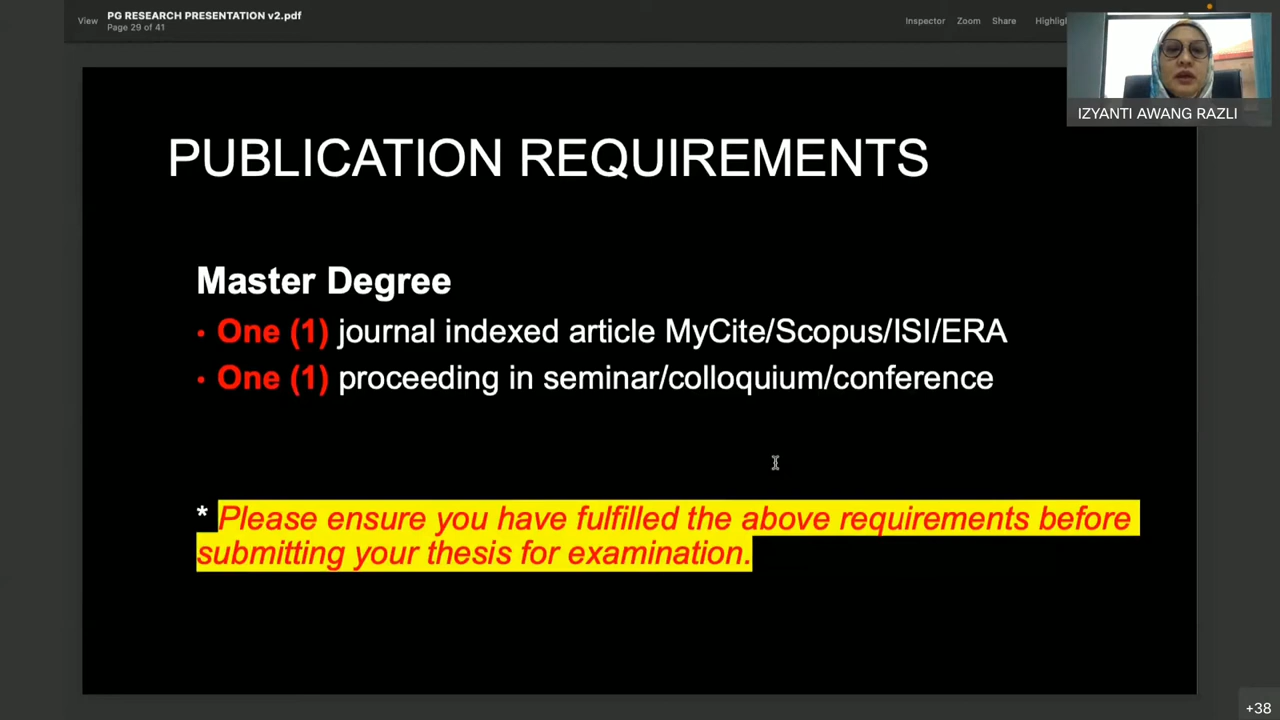 View
PG RESEARCH PRESENTATION v2.pdf
Page 29 of 41
Inspector
Zoom
Share
IZYANTI AWANG RAZLI
PUBLICATION REQUIREMENTS
Master Degree
• One (1) journal indexed article MyCite/Scopus/ISI/ERA
• One (1) proceeding in seminar/colloquium/conference
* Please ensure you have fulfilled the above requirements before
submitting your thesis for examination.
+38